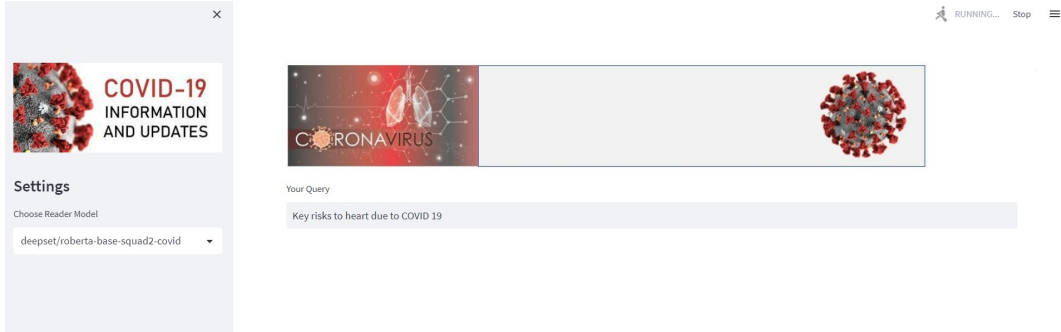 ×
RUNNING...
Stop
COVID-19
INFORMATION
AND UPDATES
CORONAVIRUS
Settings
Choose Reader Model
deepset/roberta-base-squad2-covid
Your Query
Key risks to heart due to COVID 19